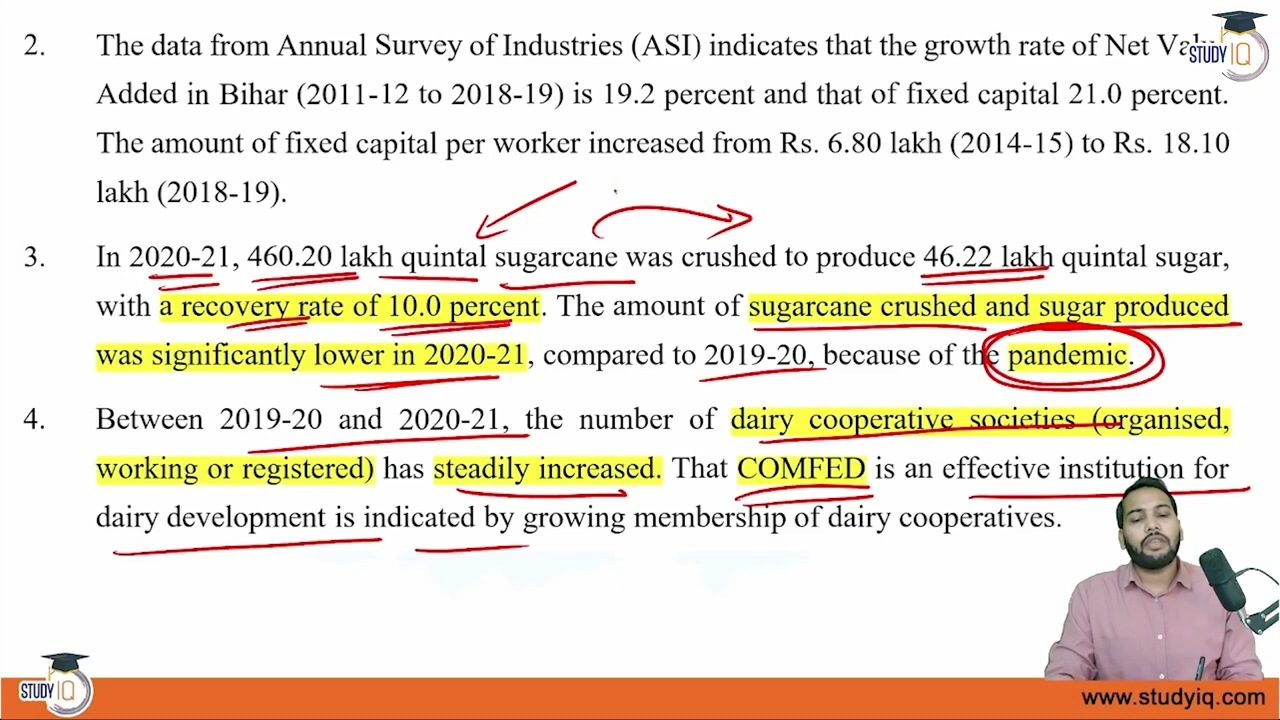 2. The data from Annual Survey of Industries (ASI) indicates that the growth rate of Net Value
STUDY IQ
Added in Bihar (2011-12 to 2018-19) is 19.2 percent and that of fixed capital 21.0 percent.
The amount of fixed capital per worker increased from Rs. 6.80 lakh (2014-15) to Rs. 18.10
lakh (2018-19).
3. In 2020-21, 460.20 lakh quintal sugarcane was crushed to produce 46.22 lakh quintal sugar,
with a recovery rate of 10.0 percent. The amount of sugarcane crushed and sugar produced
was significantly lower in 2020-21, compared to 2019-20, because of the pandemic.
4. Between 2019-20 and 2020-21, the number of dairy cooperative societies (organised,
working or registered) has steadily increased. That COMFED is an effective institution for
dairy development is indicated by growing membership of dairy cooperatives.
STUDY IQ
www.studyiq.com